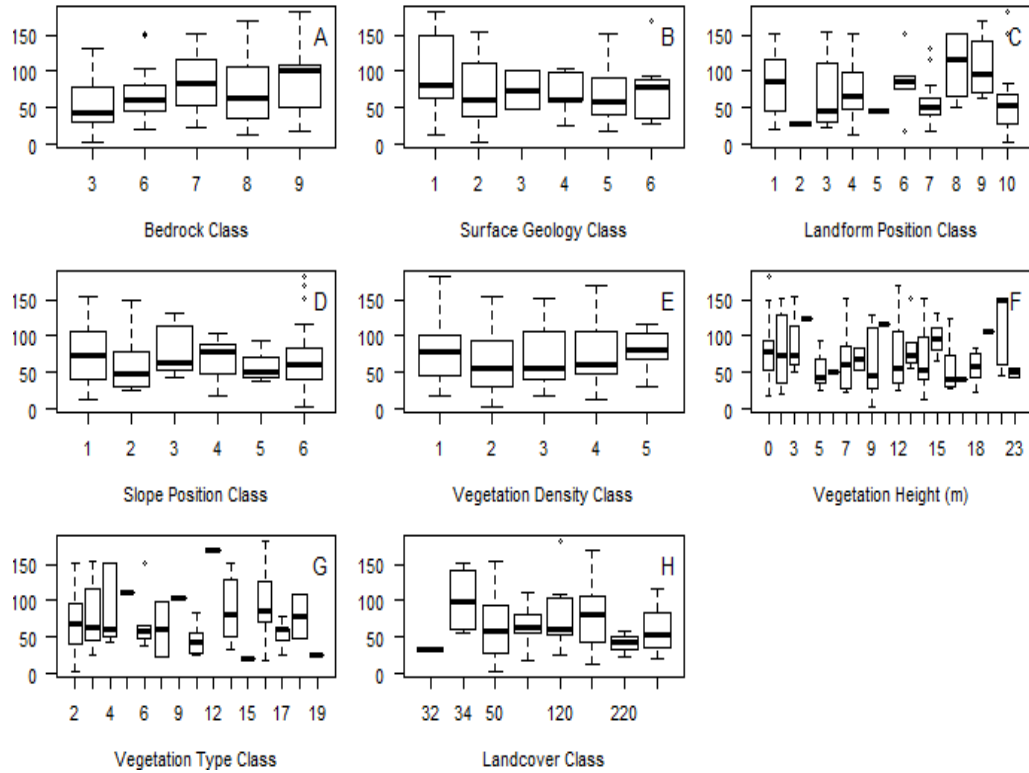 A
150
100
50
0
3 6 7 8 9
Bedrock Class
B
150
100
50
0
1 2 3 4 5 6
Surface Geology Class
C
150
100
50
0
1 2 3 4 5 6 7 8 9 10
Landform Position Class
D
150
100
50
0
1 2 3 4 5 6
Slope Position Class
E
150
100
50
0
1 2 3 4 5
Vegetation Density Class
F
150
100
50
0
0 3 5 7 9 12 15 18 23
Vegetation Height (m)
G
150
100
50
0
2 4 6 9 12 15 17 19
Vegetation Type Class
H
150
100
50
0
32 34 50 120 220
Landcover Class